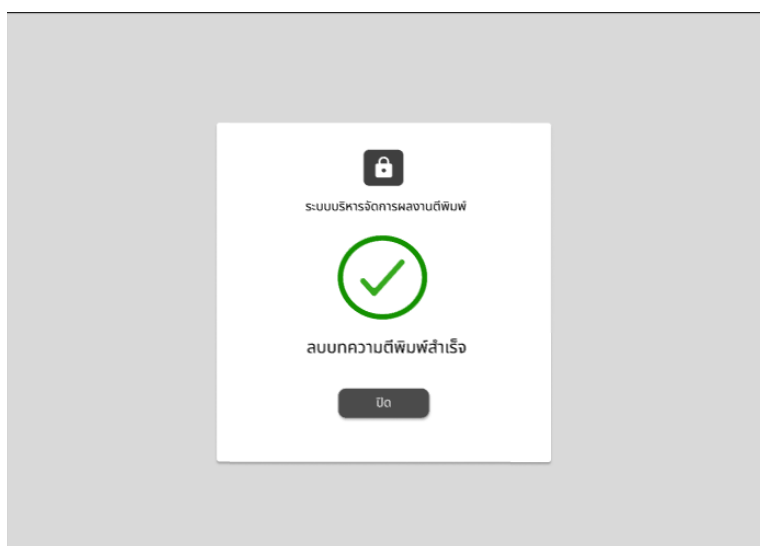 ระบบบริหารจัดการผลงานตีพิมพ์
ลบบทความตีพิมพ์สำเร็จ
ปิด